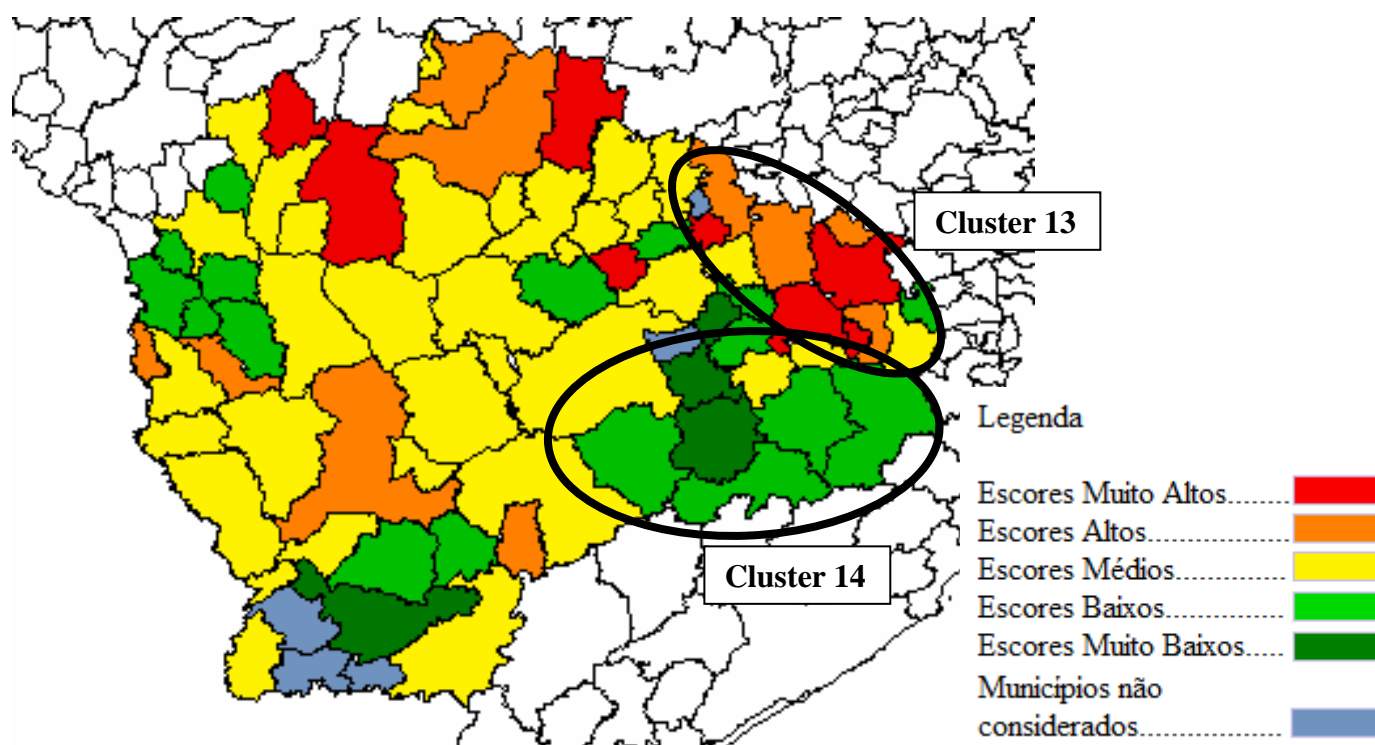 Cluster 13
Cluster 14
Legenda
Escores Muito Altos........
Escores Altos.................
Escores Médios.............
Escores Baixos..............
Escores Muito Baixos.....
Municípios não
considerados..................